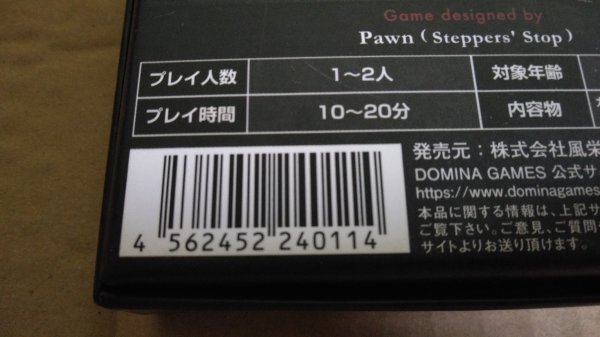 Game designed by
Pawn (Steppers' Stop)
プレイ人数 1〜2人 対象年齢
プレイ時間 10〜20分 内容物
発売元:株式会社風栄
DOMINA GAMES 公式サ
https://www.dominagames
本品に関する情報は、上記サ
ご覧下さい。ご意見、ご質問
サイトよりお送り頂けます。
4 562452 240114